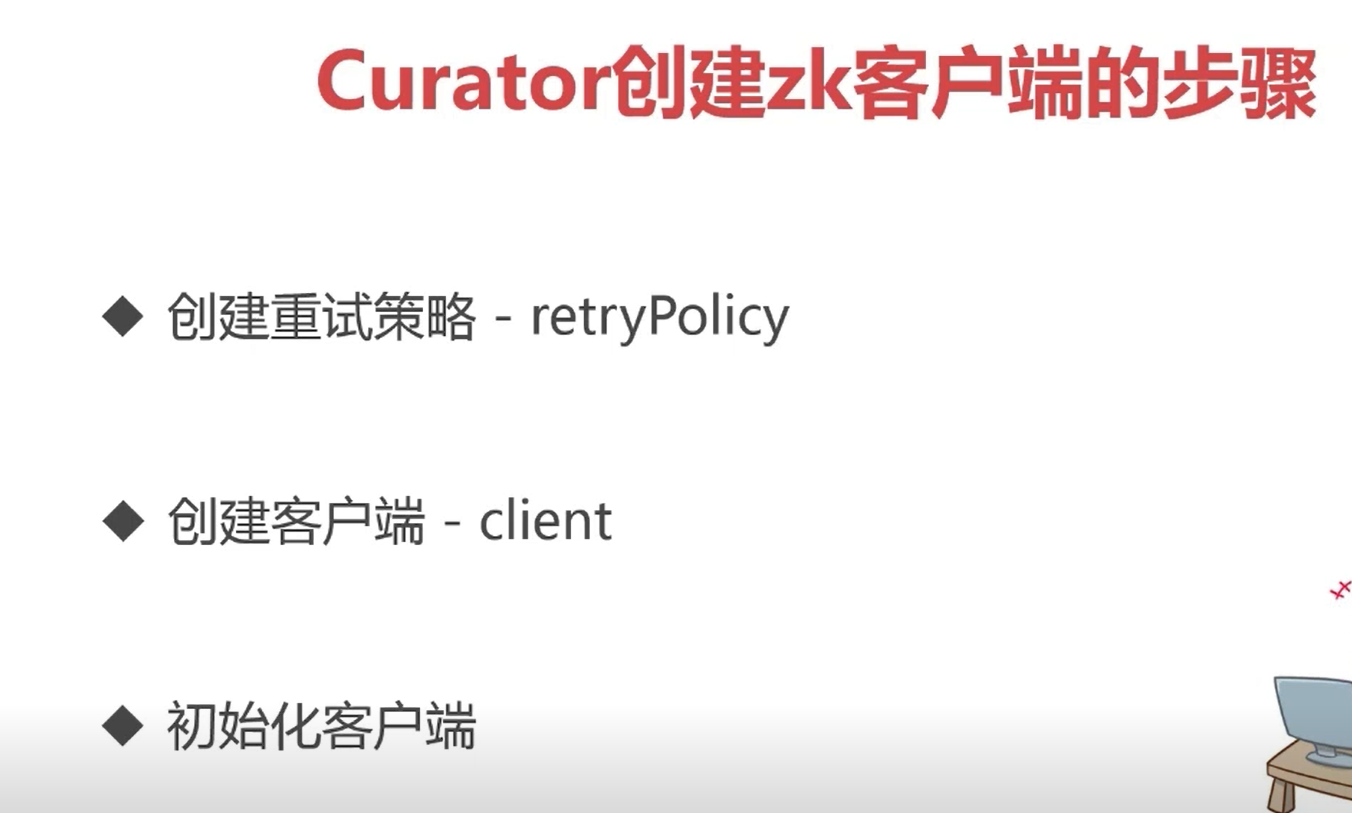 Curator创建zk客户端的步骤
◆ 创建重试策略 - retryPolicy
◆ 创建客户端 - client
◆ 初始化客户端